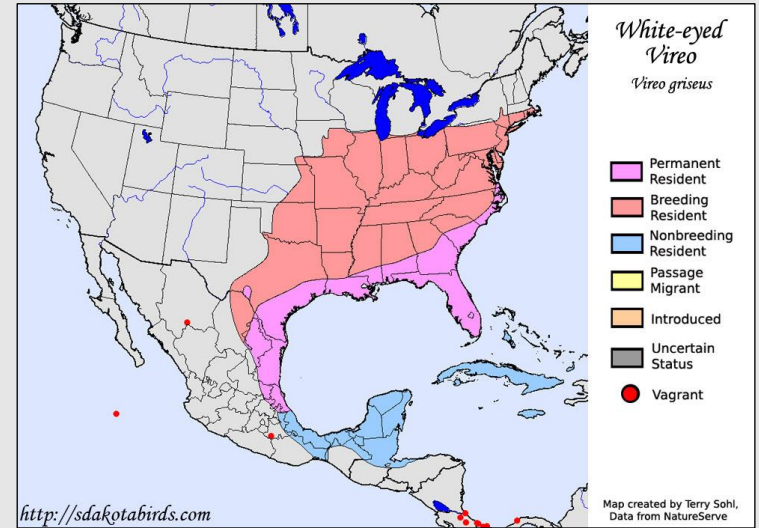 White-eyed
Vireo
Vireo griseus
Permanent
Resident
Breeding
Resident
Nonbreeding
Resident
Passage
Migrant
Introduced
Uncertain
Status
Vagrant
http://sdakotabirds.com
Map created by Terry Sohl,
Data from NatureServe